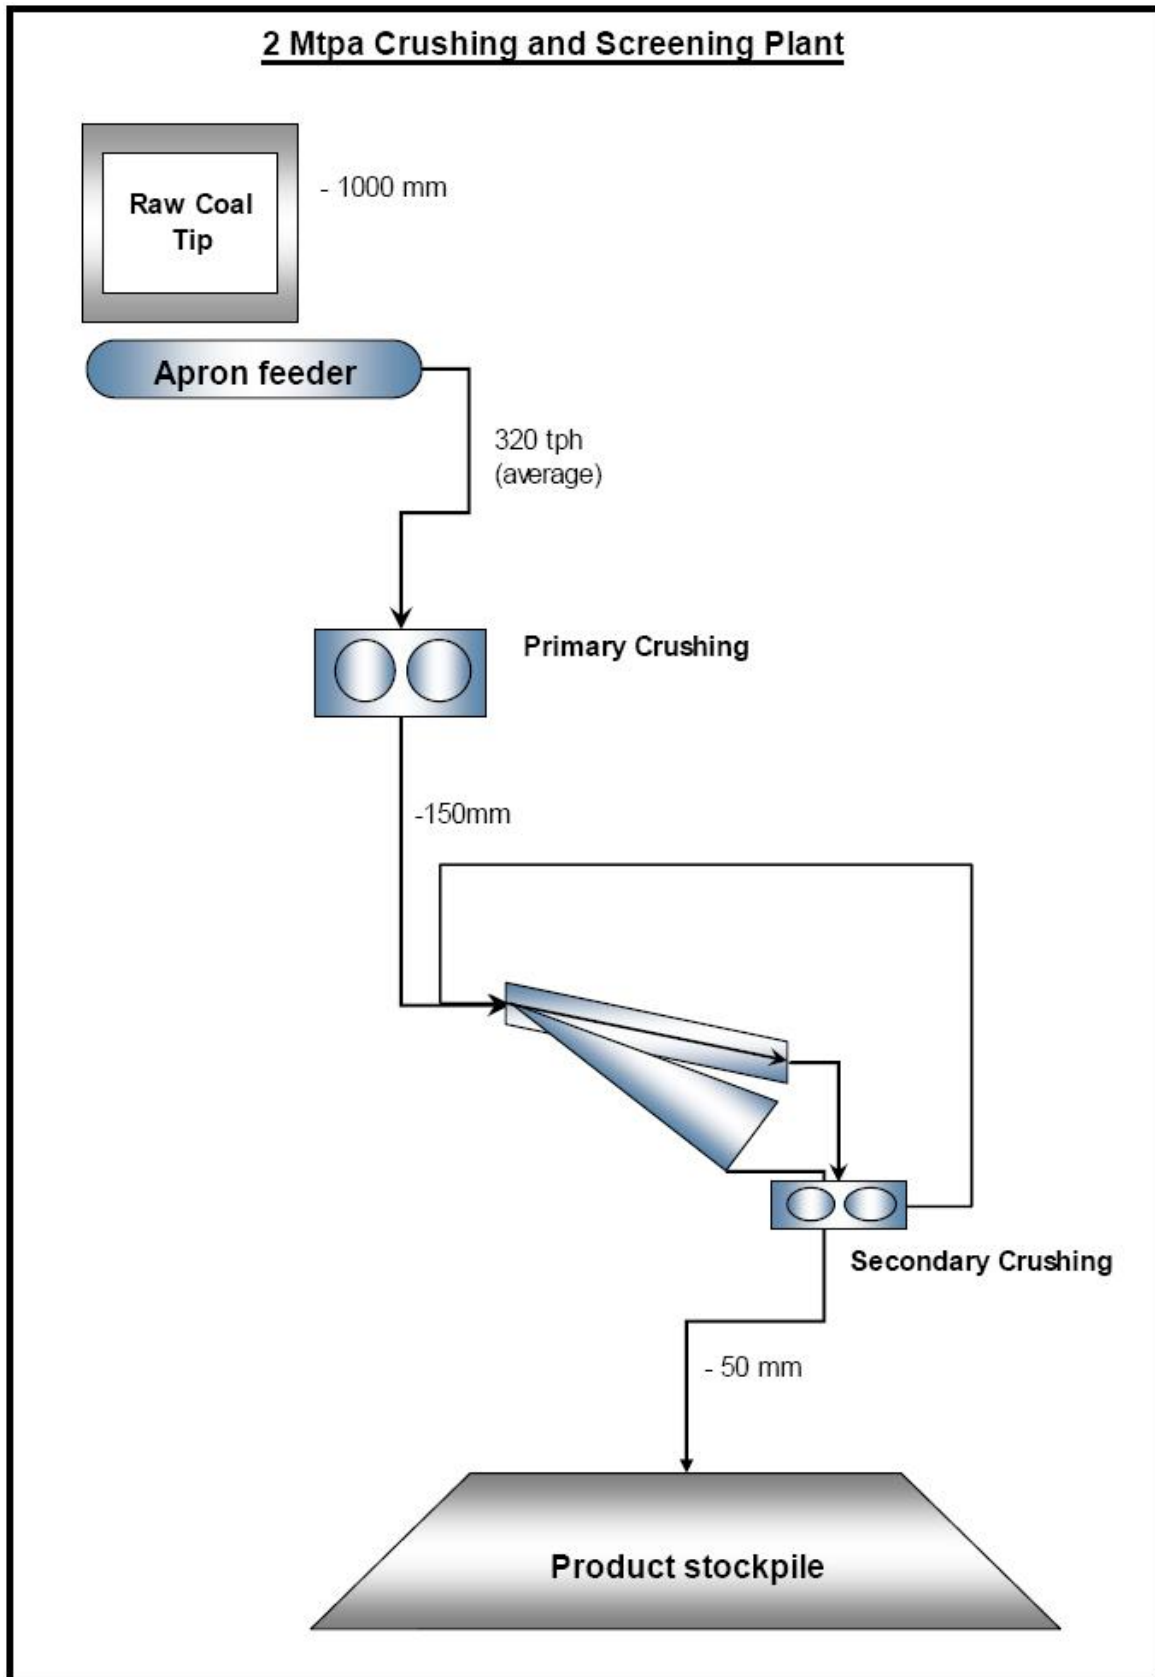 2 Mtpa Crushing and Screening Plant
Raw Coal
Tip
- 1000 mm
Apron feeder
320 tph
(average)
Primary Crushing
-150mm
Secondary Crushing
- 50 mm
Product stockpile